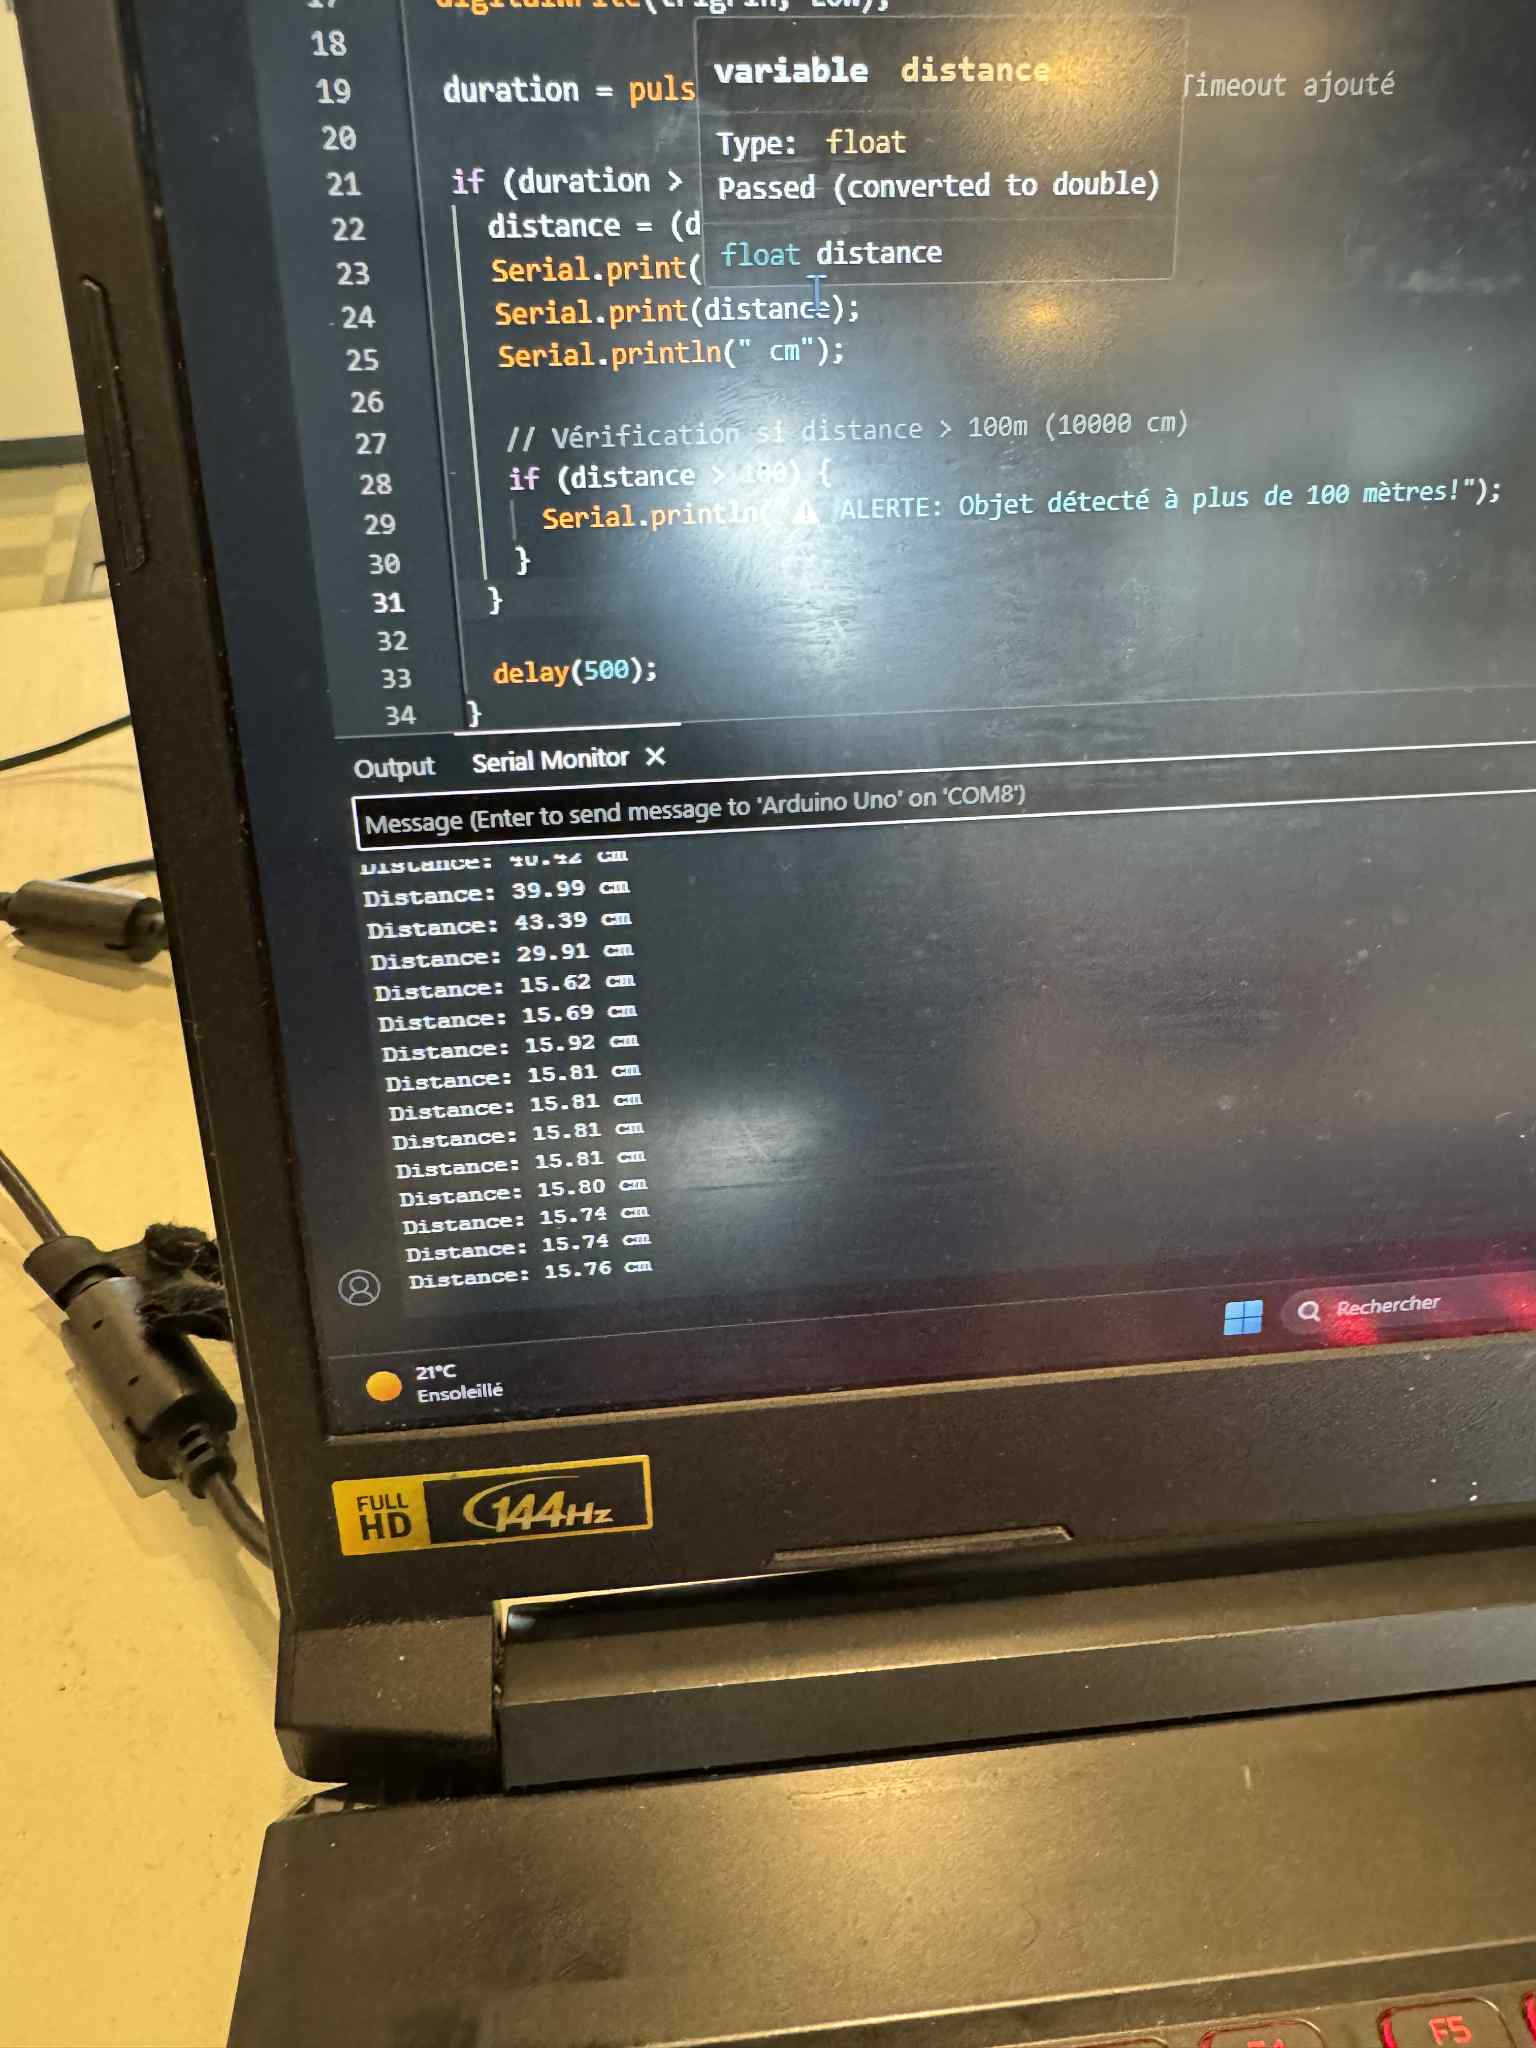 18
19 duration = puls
Timeout ajouté
20
21 if (duration >
22 distance = (d
23 Serial.print(
24 Serial.print(distance);
25 Serial.println(" cm");
26
27 // Vérification si distance > 100m (10000 cm)
28 if (distance > 100) {
29 Serial.println( ⚠ ALERTE: Objet détecté à plus de 100 mètres!");
30 }
31 }
32
33 delay(500);
34 }
variable distance
Type: float
Passed (converted to double)
float distance
Output Serial Monitor ×
Message (Enter to send message to 'Arduino Uno' on 'COM8')
Distance: 40.42 cm
Distance: 39.99 cm
Distance: 43.39 cm
Distance: 29.91 cm
Distance: 15.62 cm
Distance: 15.69 cm
Distance: 15.92 cm
Distance: 15.81 cm
Distance: 15.81 cm
Distance: 15.81 cm
Distance: 15.81 cm
Distance: 15.80 cm
Distance: 15.74 cm
Distance: 15.74 cm
Distance: 15.76 cm
Rechercher
21°C
Ensoleillé
FULL HD 144Hz
F5